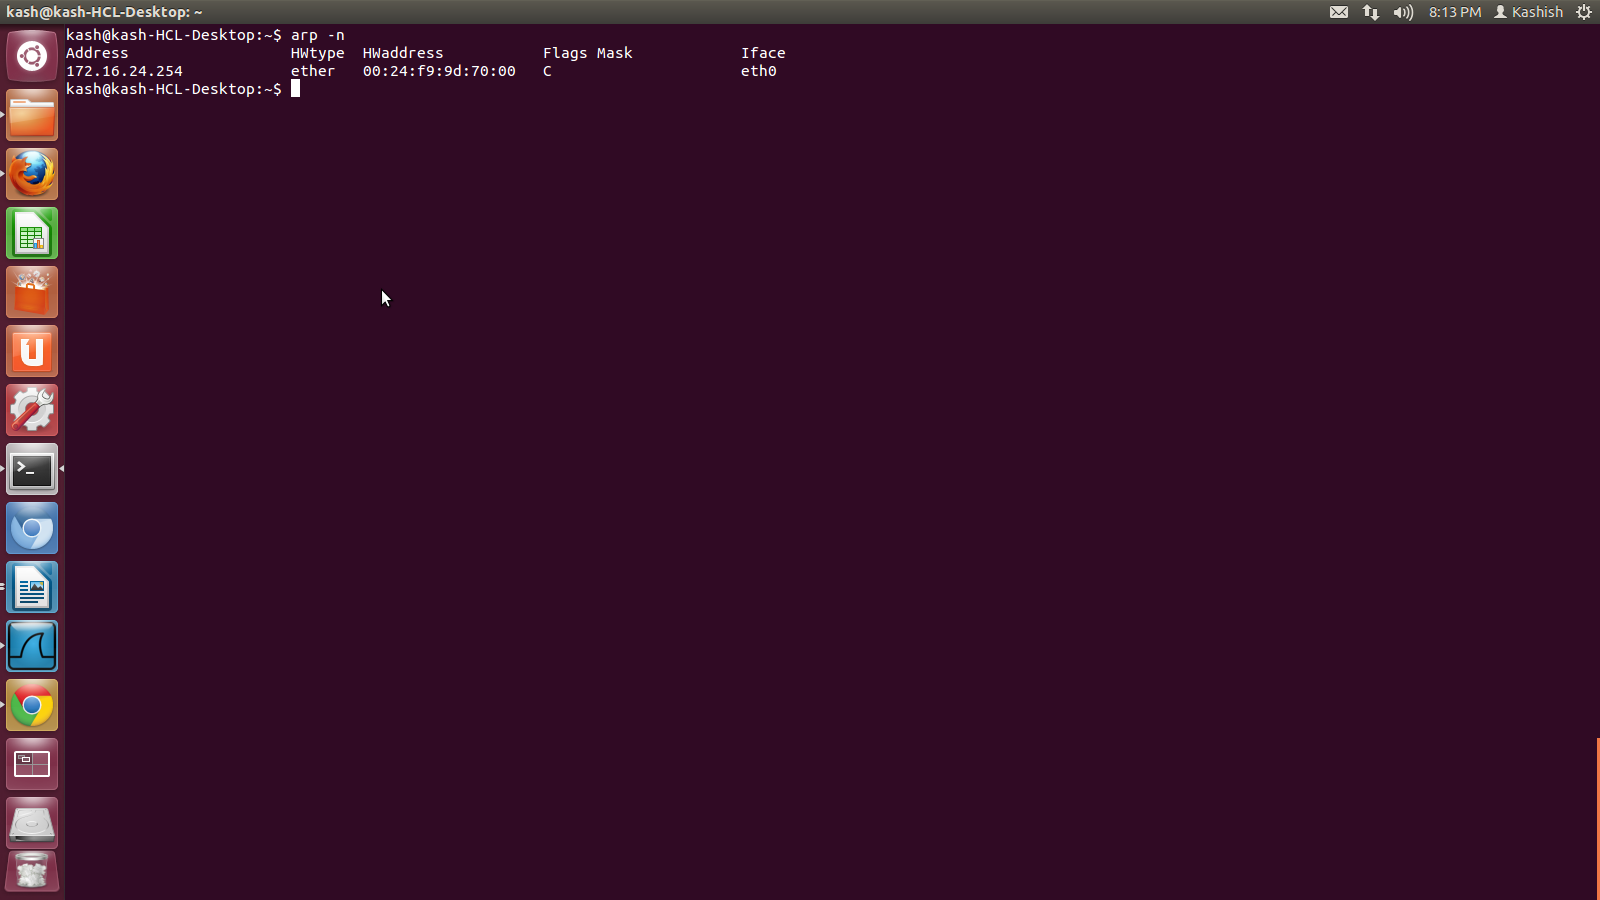 kash@kash-HCL-Desktop: ~
8:13 PM Kashish
kash@kash-HCL-Desktop:~$ arp -n
Address HWtype HWaddress Flags Mask Iface
172.16.24.254 ether 00:24:f9:9d:70:00 C eth0
kash@kash-HCL-Desktop:~$